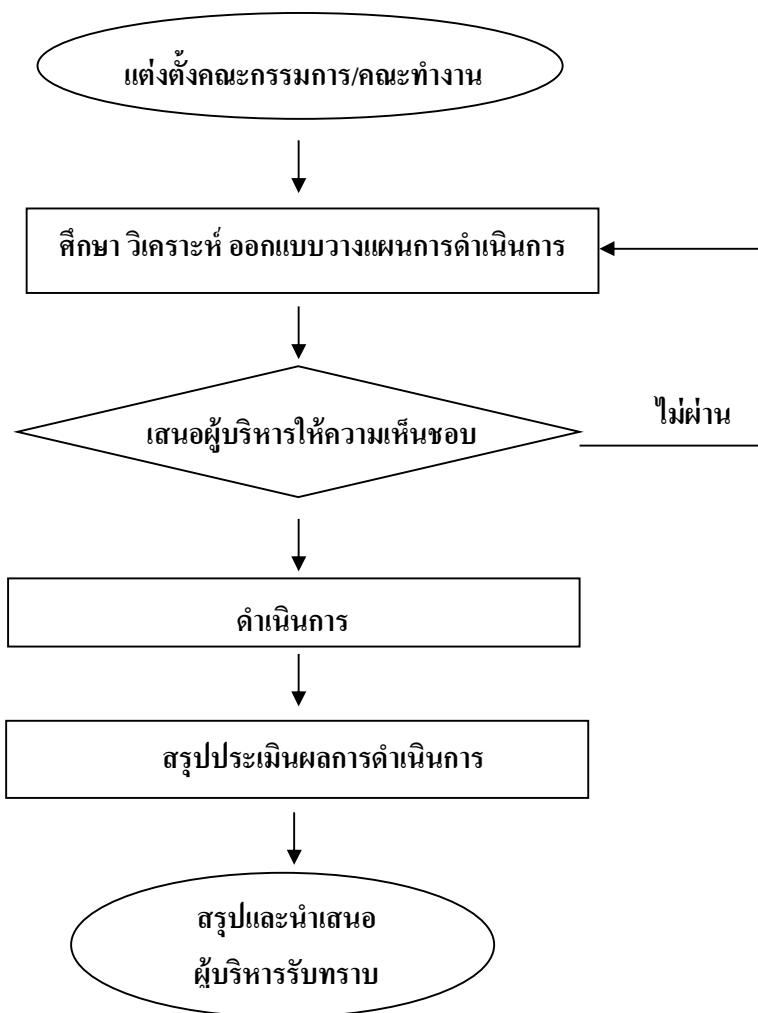 แต่งตั้งคณะกรรมการ/คณะทำงาน
ศึกษา วิเคราะห์ ออกแบบวางแผนการดำเนินการ
เสนอผู้บริหารให้ความเห็นชอบ
ไม่ผ่าน
ดำเนินการ
สรุปประเมินผลการดำเนินการ
สรุปและนำเสนอ
ผู้บริหารรับทราบ